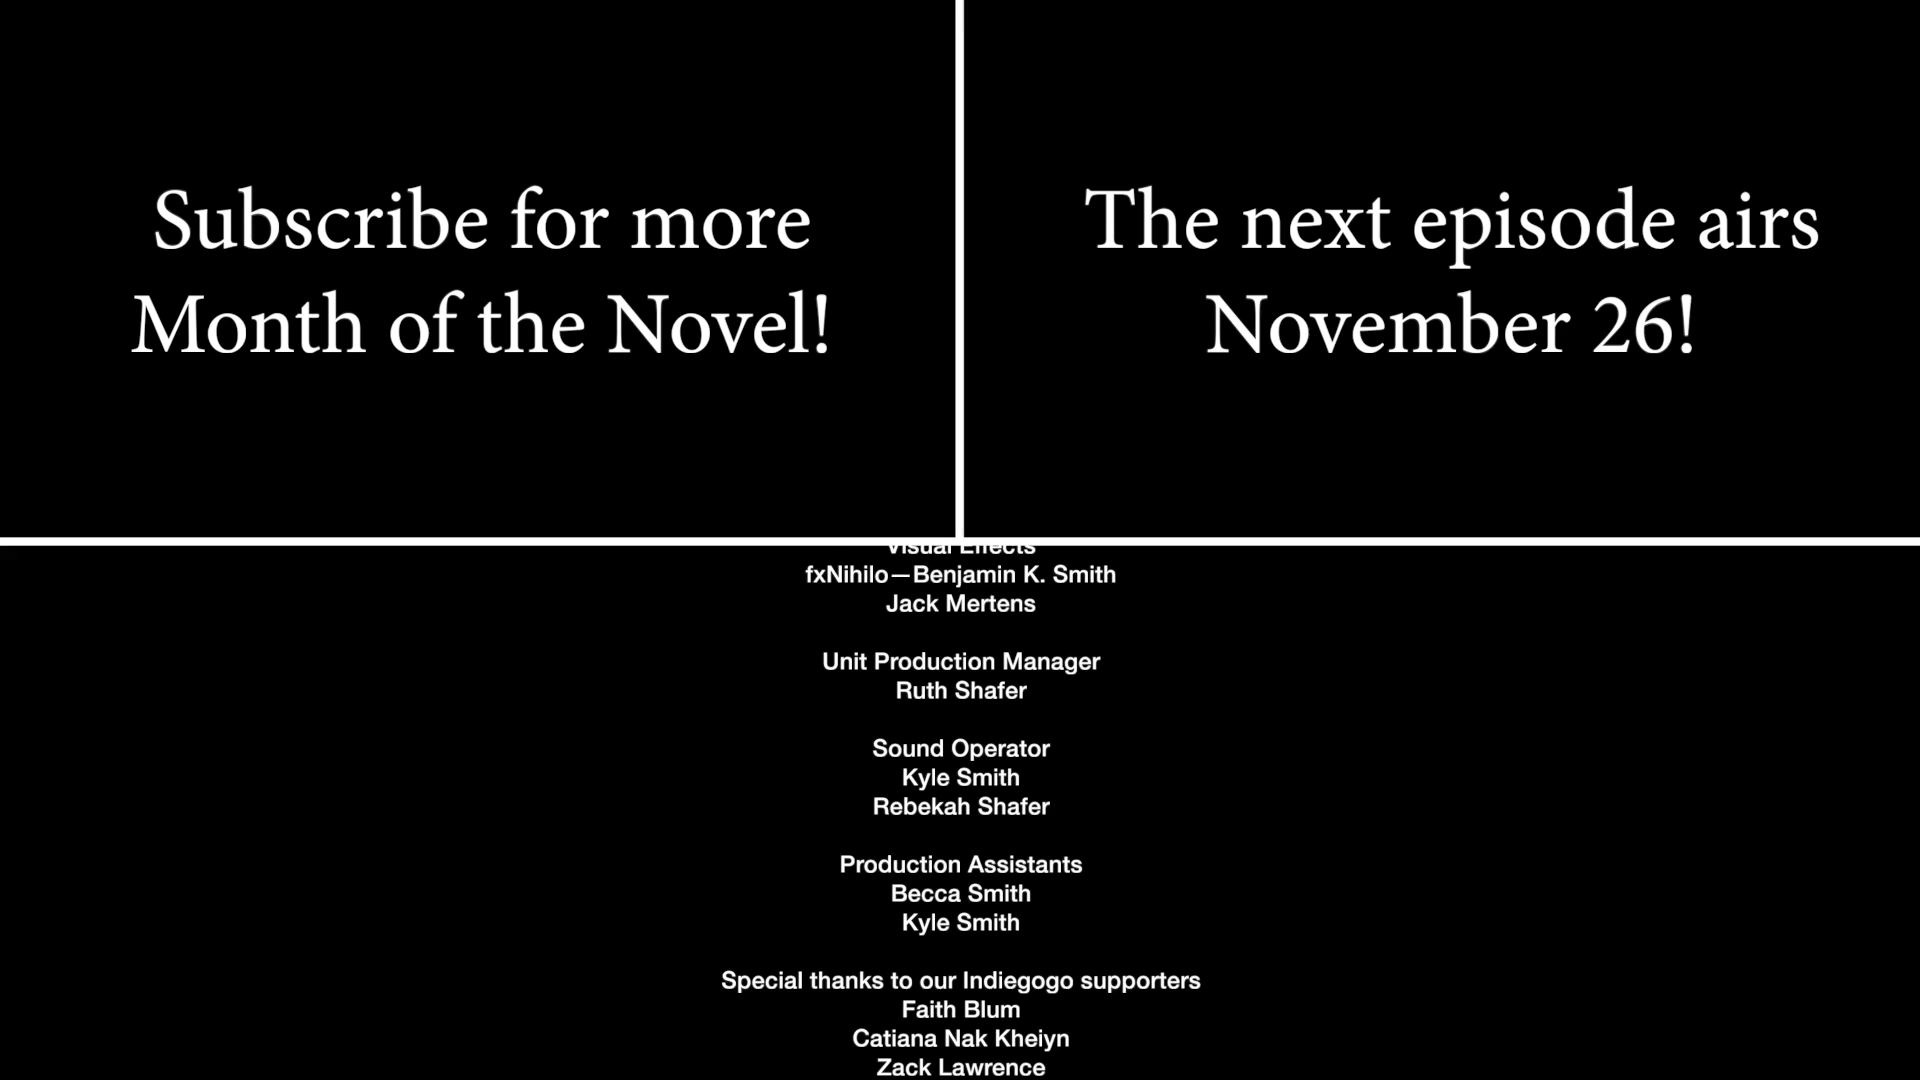 Subscribe for more
Month of the Novel!
The next episode airs
November 26!
Visual Effects
fxNihilo—Benjamin K. Smith
Jack Mertens
Unit Production Manager
Ruth Shafer
Sound Operator
Kyle Smith
Rebekah Shafer
Production Assistants
Becca Smith
Kyle Smith
Special thanks to our Indiegogo supporters
Faith Blum
Catiana Nak Kheiyn
Zack Lawrence